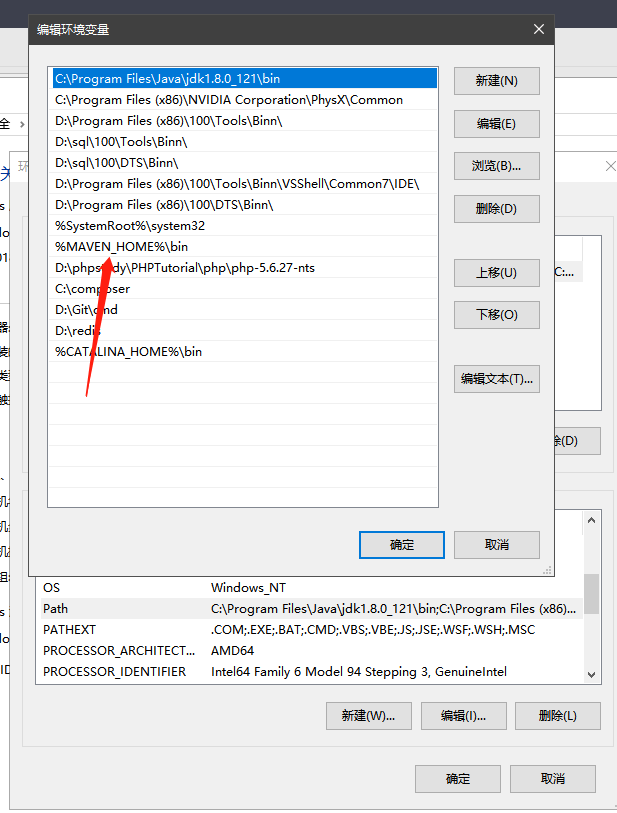 编辑环境变量
C:\Program Files\Java\jdk1.8.0_121\bin
C:\Program Files (x86)\NVIDIA Corporation\PhysX\Common
D:\Program Files (x86)\100\Tools\Binn\
D:\sql\100\Tools\Binn\
D:\sql\100\DTS\Binn\
D:\Program Files (x86)\100\Tools\Binn\VSShell\Common7\IDE\
D:\Program Files (x86)\100\DTS\Binn\
%SystemRoot%\system32
%MAVEN_HOME%\bin
D:\phpstudy\PHPTutorial\php\php-5.6.27-nts
C:\composer
D:\Git\cmd
D:\redis
%CATALINA_HOME%\bin
新建(N)
编辑(E)
浏览(B)...
删除(D)
上移(U)
下移(O)
编辑文本(T)...
确定
取消
C:...
除(D)
OS Windows_NT
Path C:\Program Files\Java\jdk1.8.0_121\bin;C:\Program Files (x86)...
PATHEXT .COM;.EXE;.BAT;.CMD;.VBS;.VBE;.JS;.JSE;.WSF;.WSH;.MSC
PROCESSOR_ARCHITECT... AMD64
PROCESSOR_IDENTIFIER Intel64 Family 6 Model 94 Stepping 3, GenuineIntel
新建(W)...
编辑(I)...
删除(L)
确定
取消